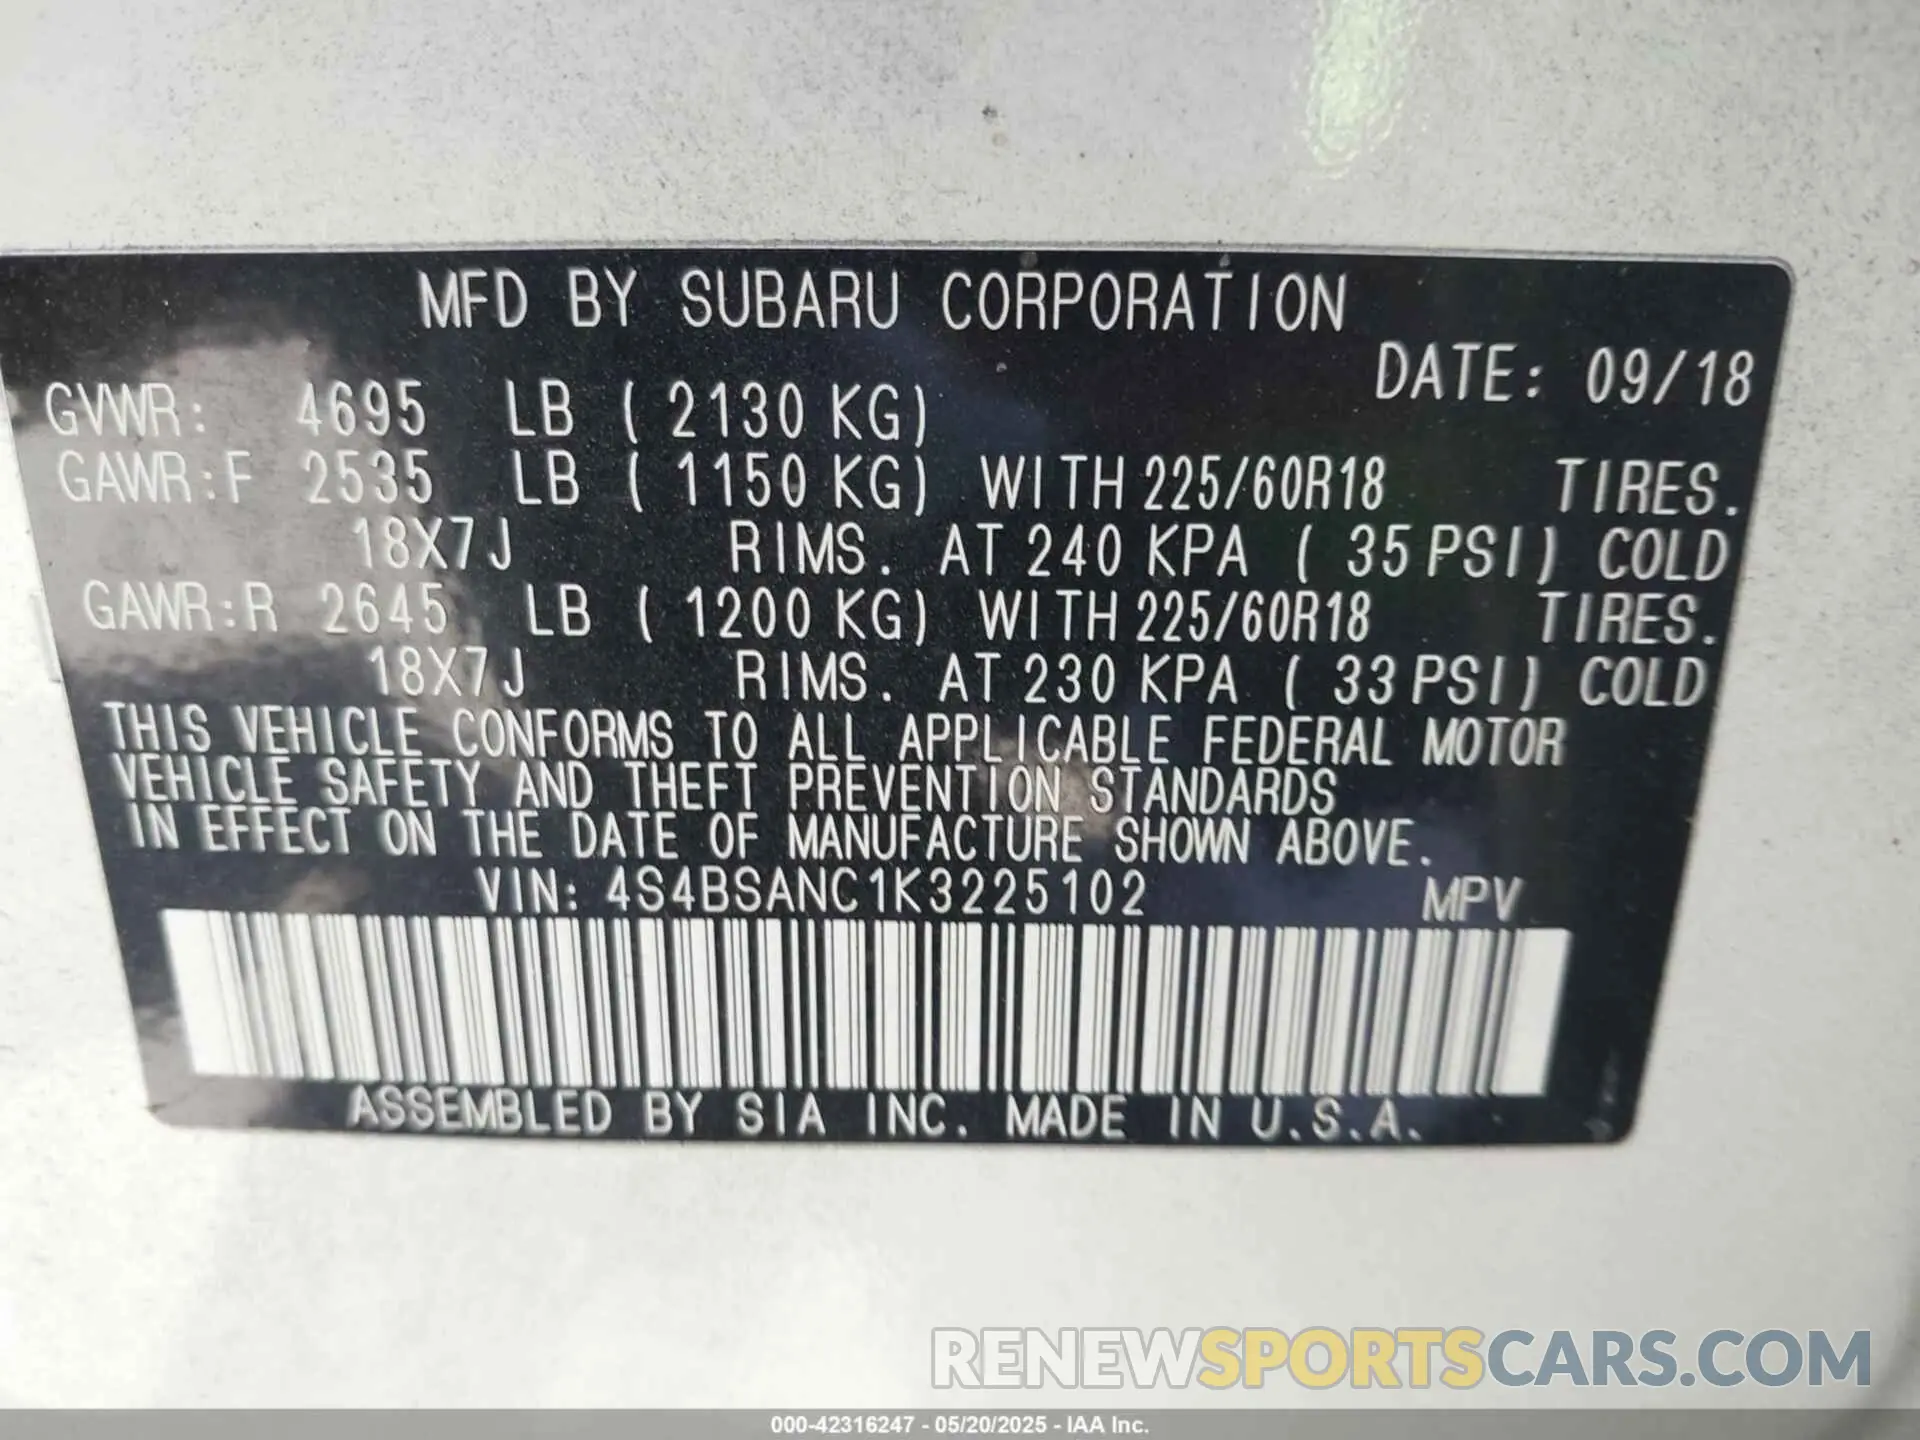 MFD BY SUBARU CORPORATION
DATE: 09/18
GVWR: 4695 LB ( 2130 KG)
GAWR:F 2535 LB ( 1150 KG) WITH 225/60R18 TIRES.
18X7J RIMS. AT 240 KPA ( 35 PSI) COLD
GAWR:R 2645 LB ( 1200 KG) WITH 225/60R18 TIRES.
18X7J RIMS. AT 230 KPA ( 33 PSI) COLD
THIS VEHICLE CONFORMS TO ALL APPLICABLE FEDERAL MOTOR
VEHICLE SAFETY AND THEFT PREVENTION STANDARDS
IN EFFECT ON THE DATE OF MANUFACTURE SHOWN ABOVE.
VIN: 4S4BSANC1K3225102 MPV
ASSEMBLED BY SIA INC. MADE IN U.S.A.
RENEWSPORTSCARS.COM
000-42316247 - 05/20/2025 - IAA Inc.